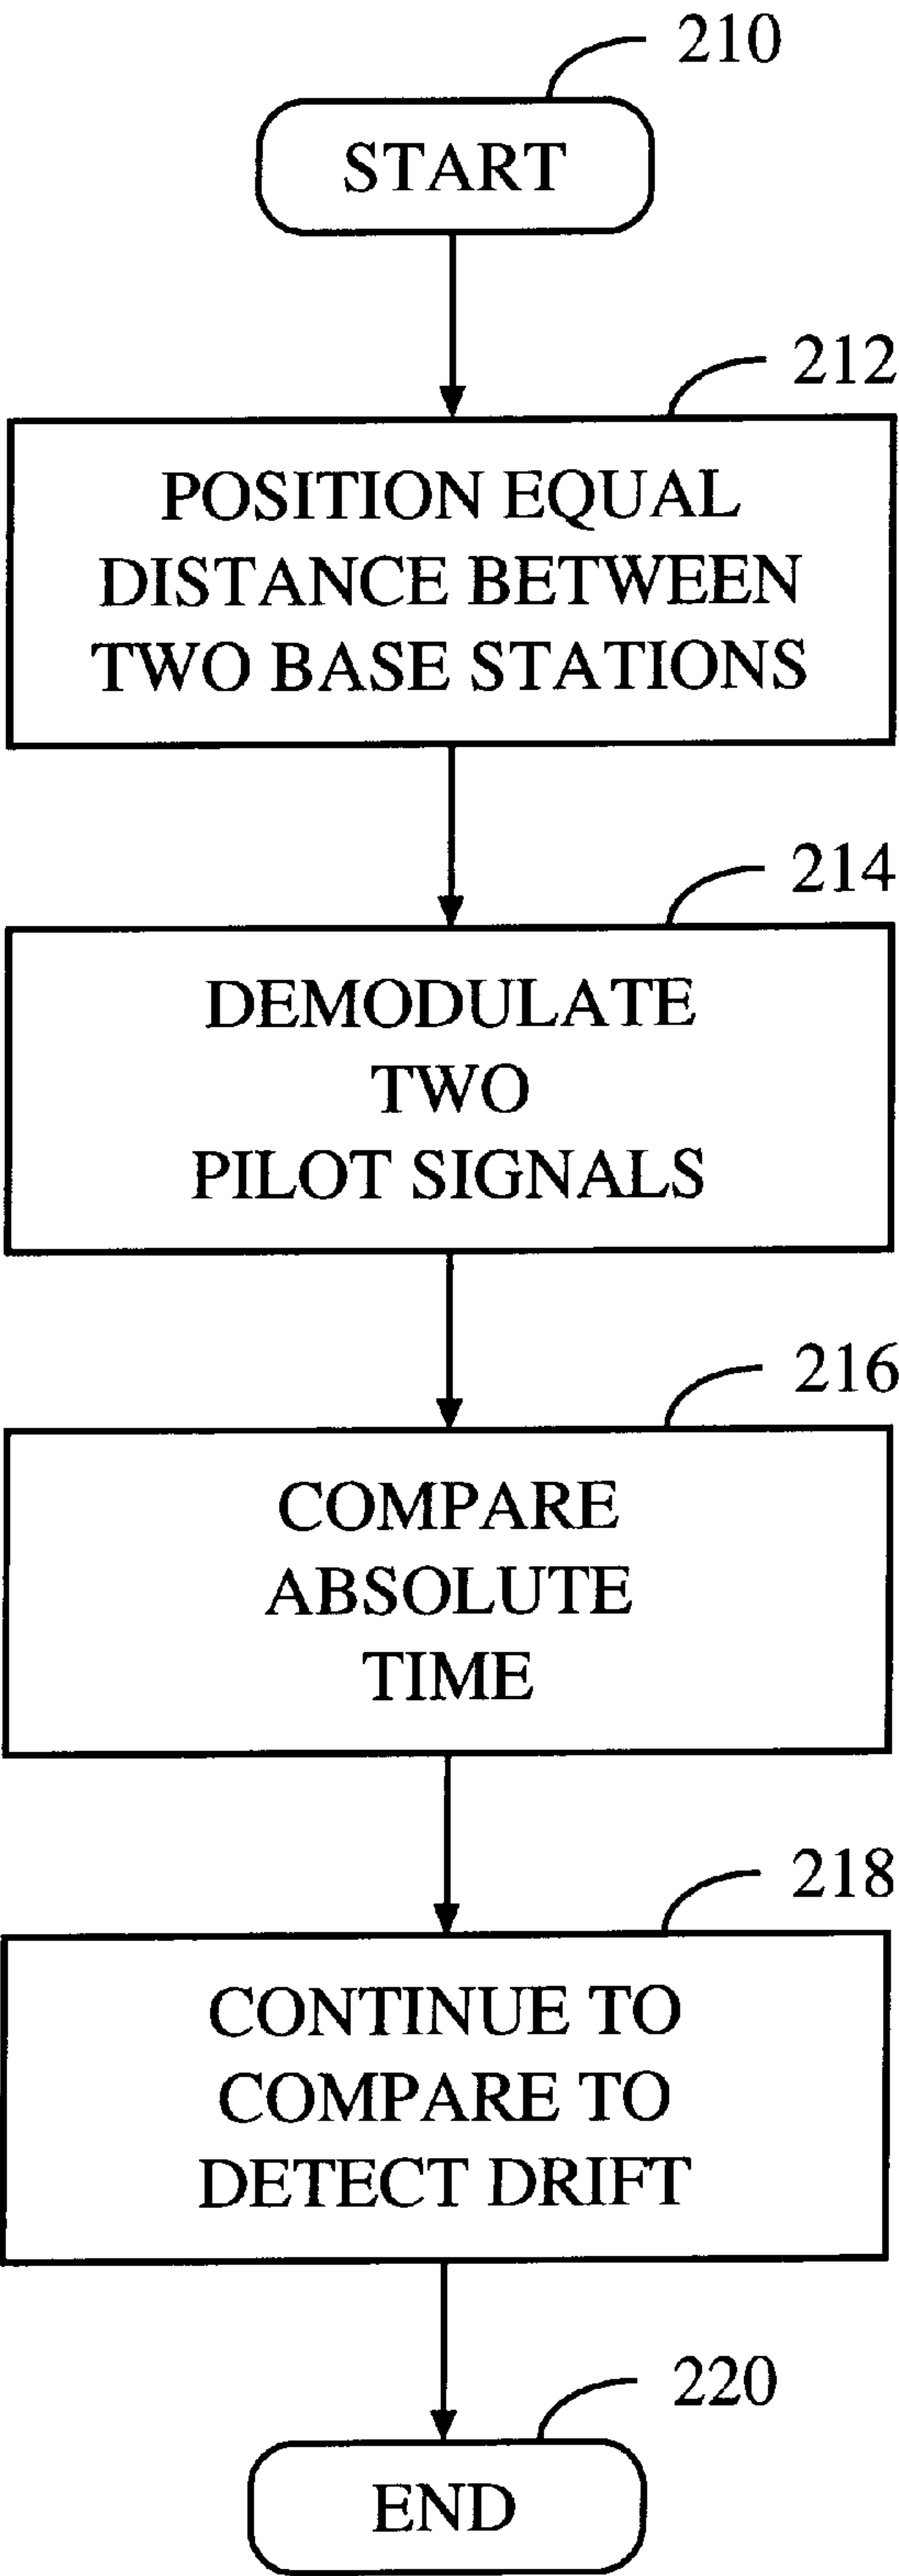 210
START
212
POSITION EQUAL
DISTANCE BETWEEN
TWO BASE STATIONS
214
DEMODULATE
TWO
PILOT SIGNALS
216
COMPARE
ABSOLUTE
TIME
218
CONTINUE TO
COMPARE TO
DETECT DRIFT
220
END